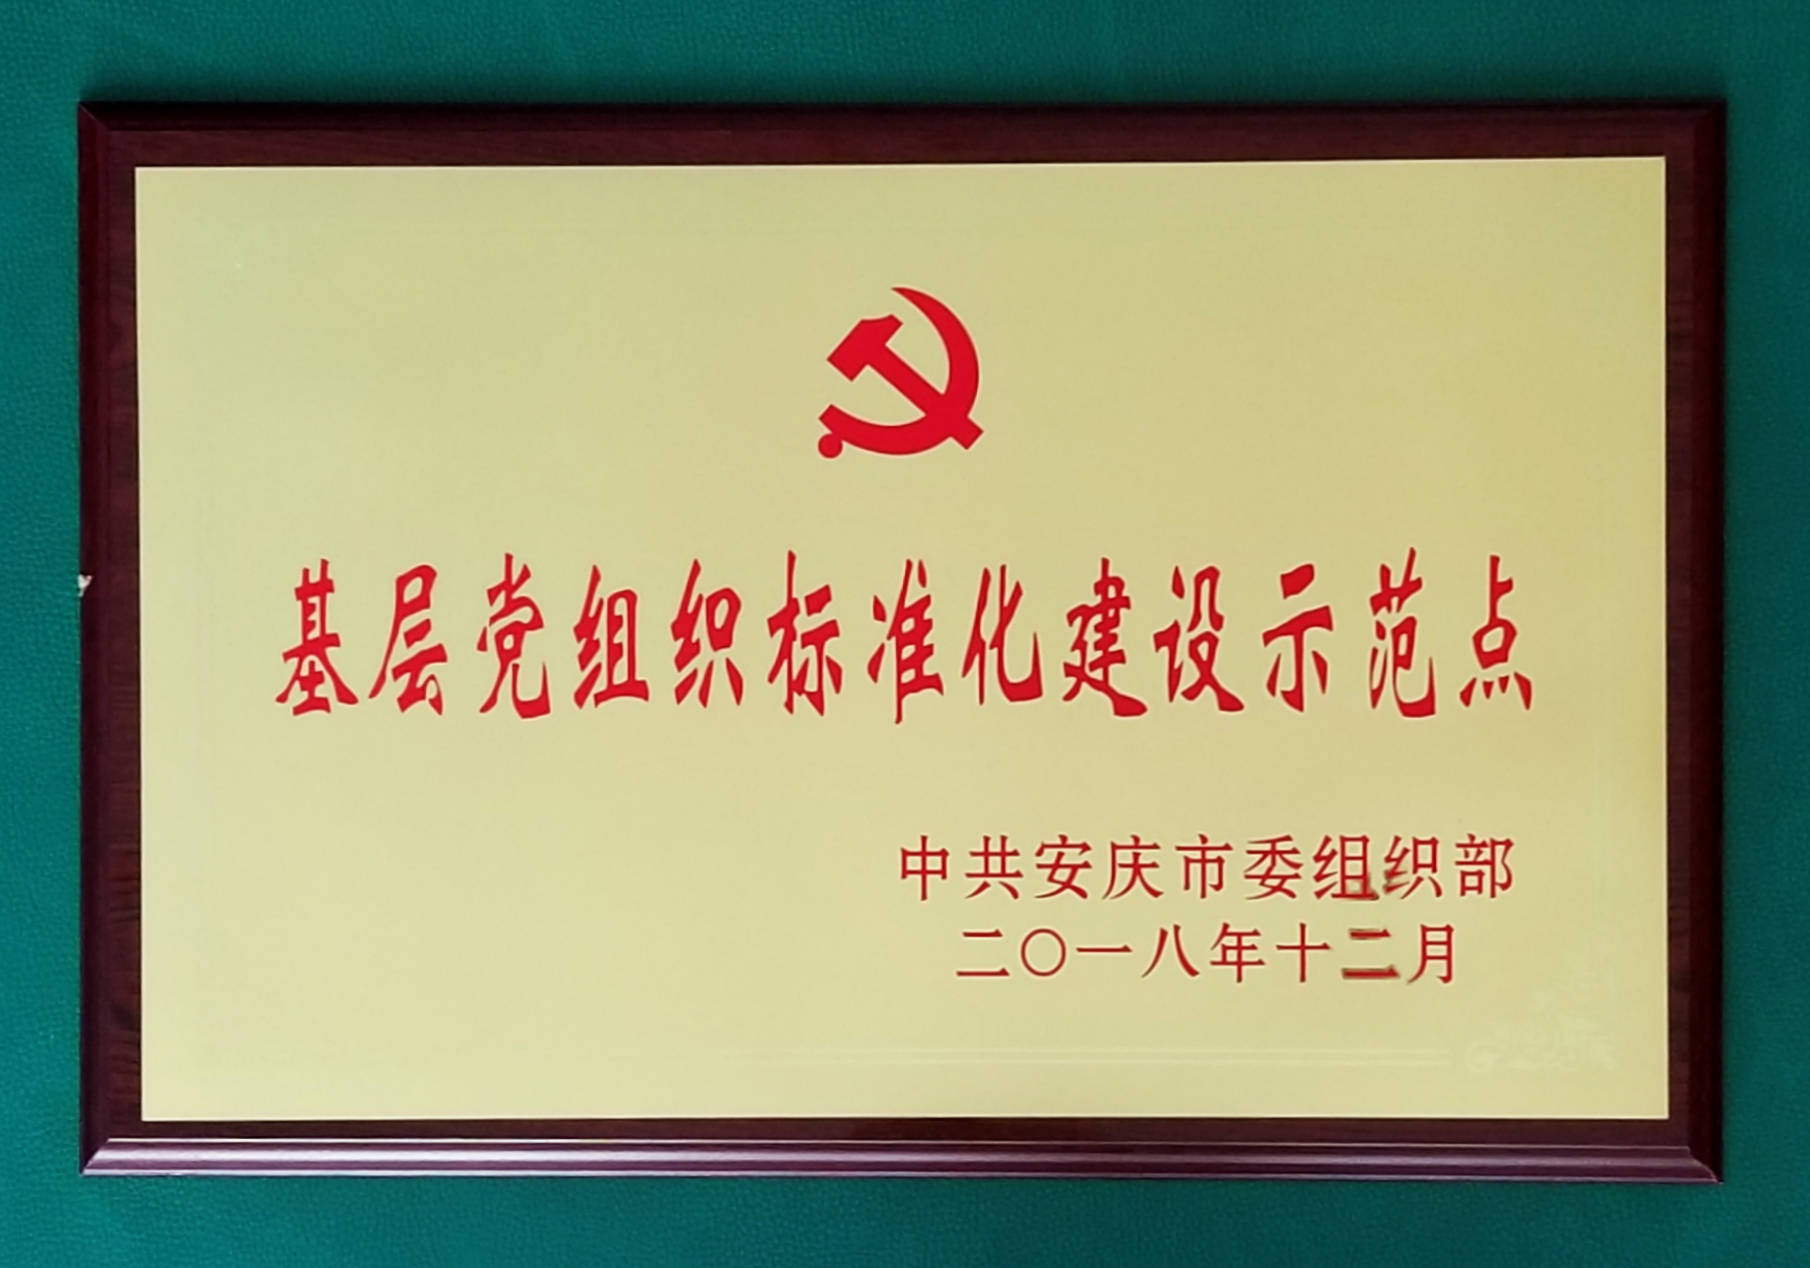 基层党组织标准化建设示范点
中共安庆市委组织部
二〇一八年十二月